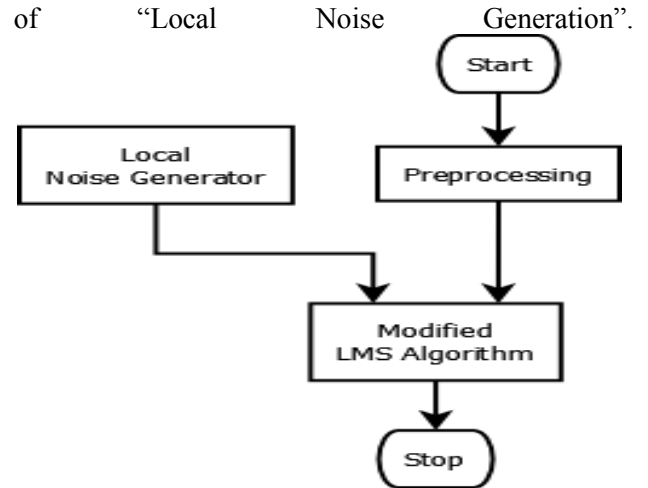 of “Local Noise Generation”.
Start
Local
Noise Generator
Preprocessing
Modified
LMS Algorithm
Stop